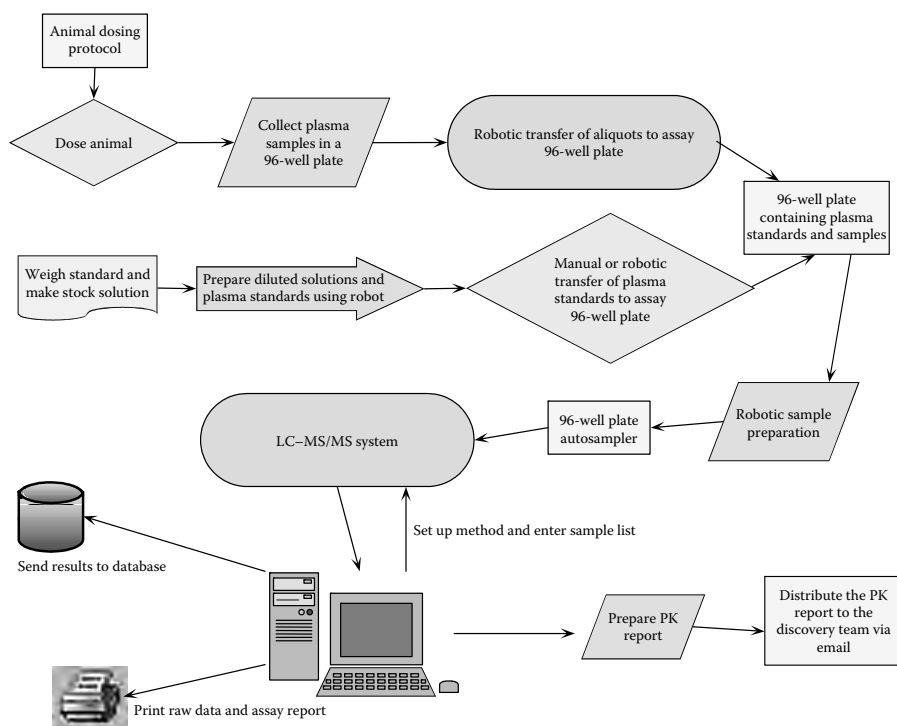 Animal dosing
protocol
Dose animal
Collect plasma
samples in a
96-well plate
Robotic transfer of aliquots to assay
96-well plate
96-well plate
containing plasma
standards and samples
Weigh standard and
make stock solution
Prepare diluted solutions and
plasma standards using robot
Manual or robotic
transfer of plasma
standards to assay
96-well plate
Robotic sample
preparation
96-well plate
autosampler
LC–MS/MS system
Set up method and enter sample list
Send results to database
Print raw data and assay report
Prepare PK
report
Distribute the PK
report to the
discovery team via
email